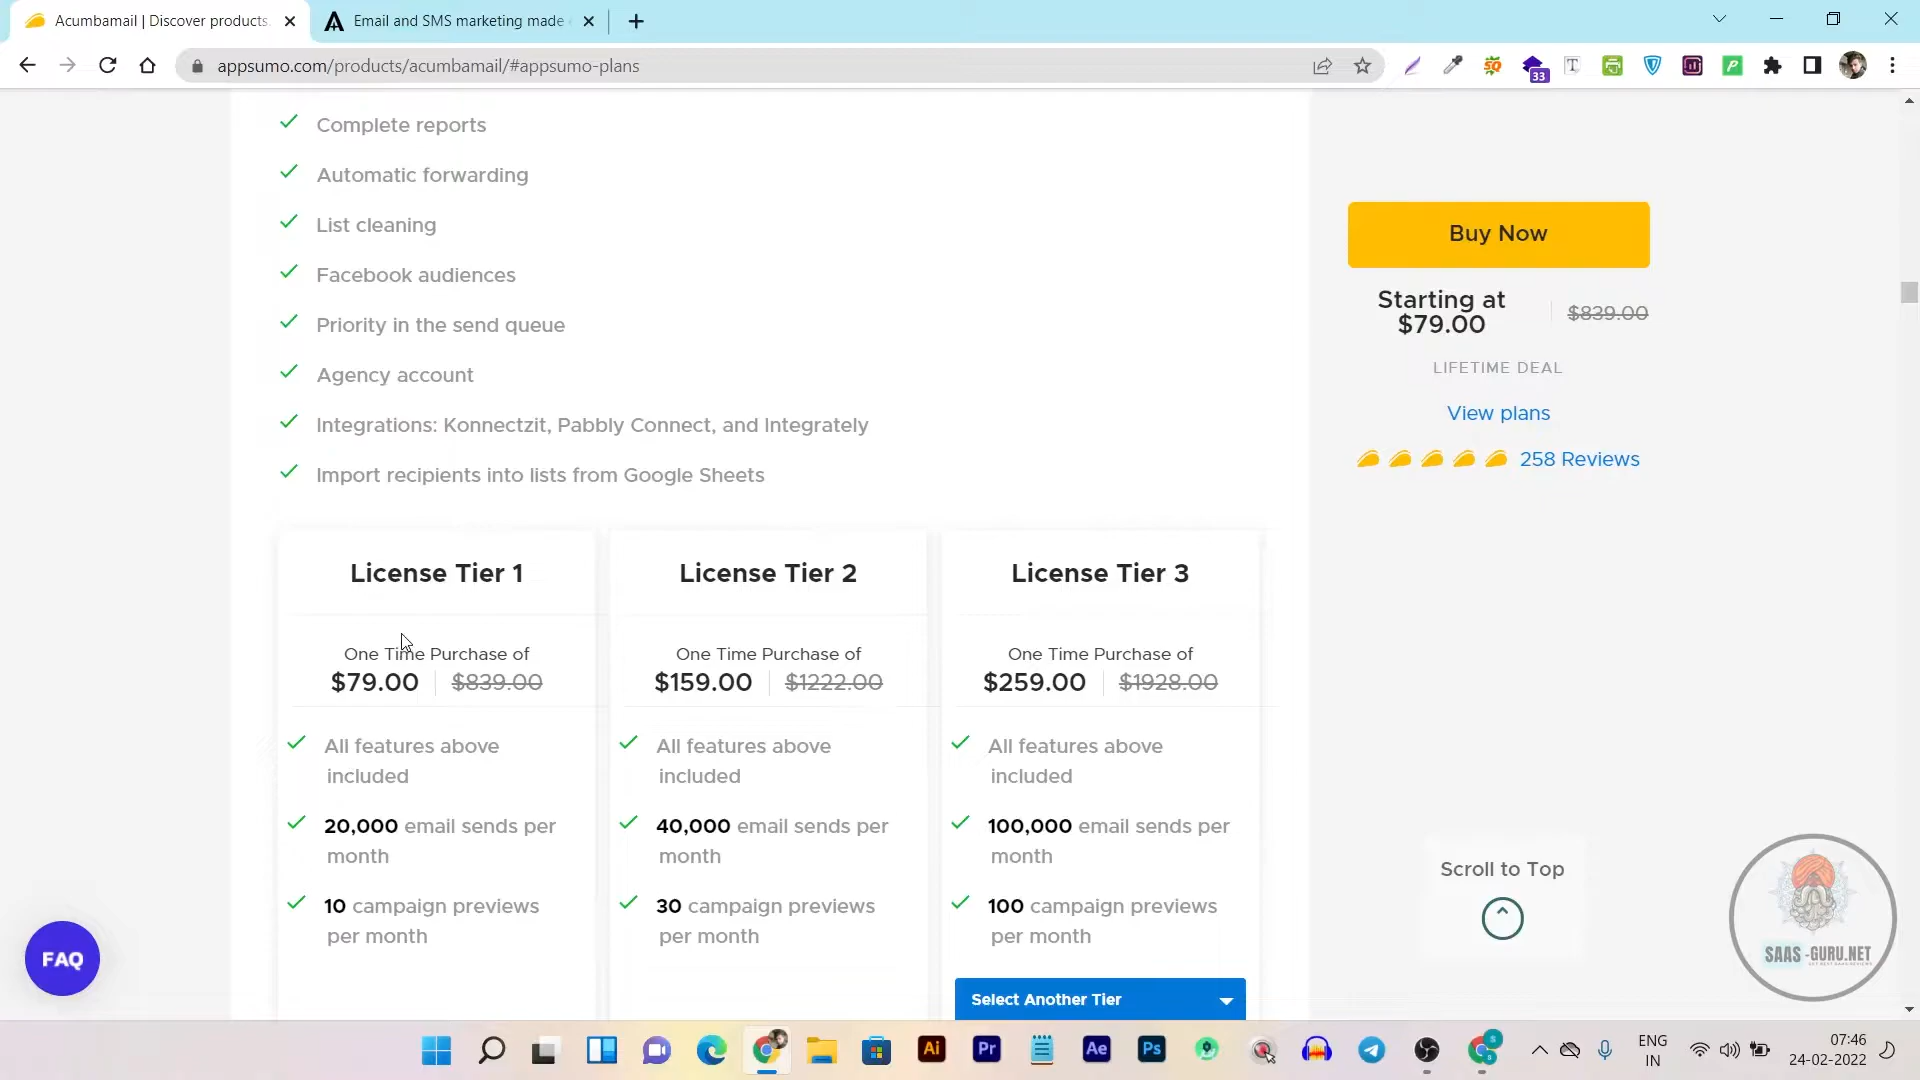 Acumbamail | Discover products.
Email and SMS marketing made
appsumo.com/products/acumbamail/#appsumo-plans
33
Complete reports
Automatic forwarding
List cleaning
Facebook audiences
Priority in the send queue
Agency account
Integrations: Konnectzit, Pabbly Connect, and Integrately
Import recipients into lists from Google Sheets
Buy Now
Starting at
$79.00
$839.00
LIFETIME DEAL
View plans
258 Reviews
License Tier 1
One Time Purchase of
$79.00 $839.00
All features above
included
20,000 email sends per
month
10 campaign previews
per month
License Tier 2
One Time Purchase of
$159.00 $1222.00
All features above
included
40,000 email sends per
month
30 campaign previews
per month
License Tier 3
One Time Purchase of
$259.00 $1928.00
All features above
included
100,000 email sends per
month
100 campaign previews
per month
Select Another Tier
Scroll to Top
FAQ
SAAS-GURU.NET
Ai
Pr
Ae
Ps
ENG
IN
07:46
24-02-2022